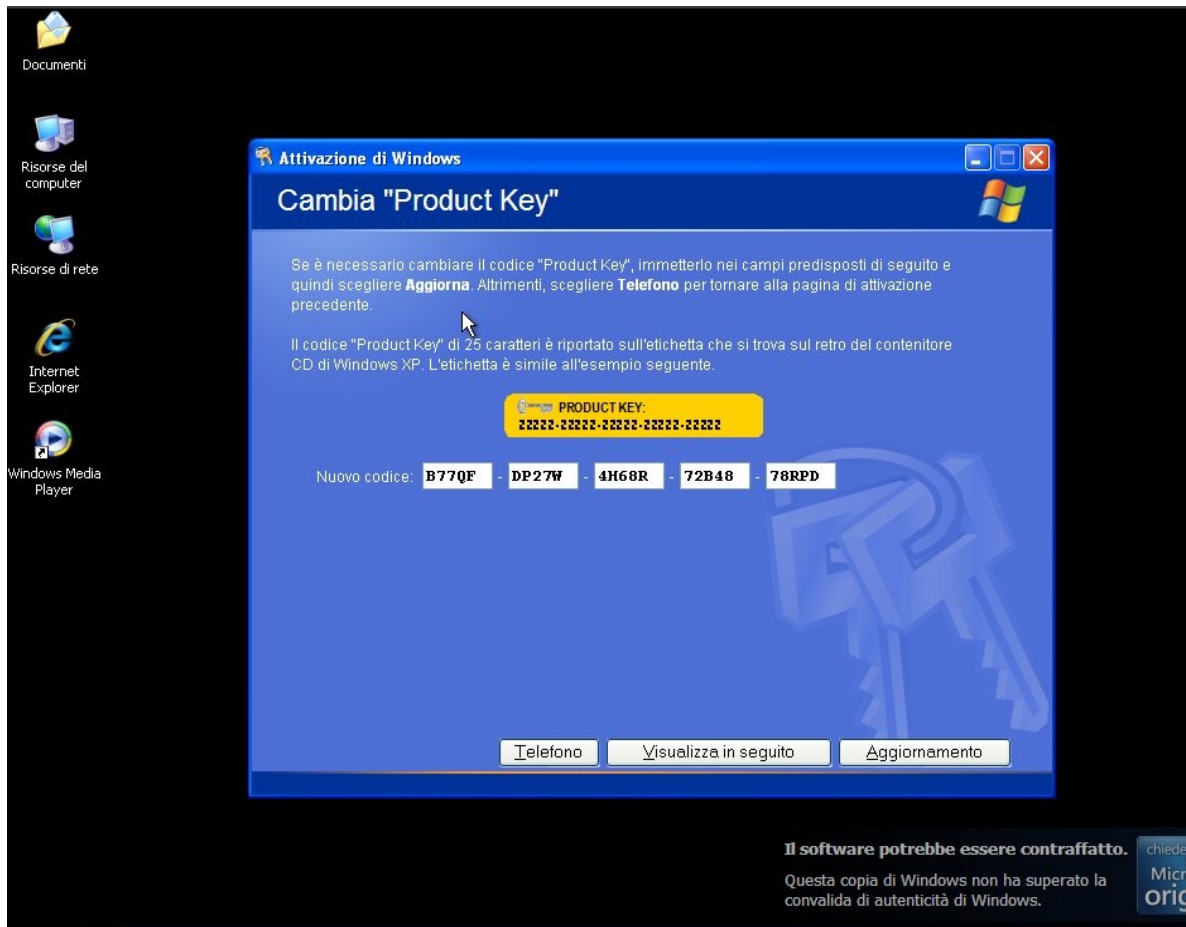 Documenti
Risorse del
computer
Risorse di rete
Internet
Explorer
Windows Media
Player
Attivazione di Windows
Cambia "Product Key"
Se è necessario cambiare il codice "Product Key", immetterlo nei campi predisposti di seguito e
quindi scegliere Aggiorna. Altrimenti, scegliere Telefono per tornare alla pagina di attivazione
precedente.
Il codice "Product Key" di 25 caratteri è riportato sull'etichetta che si trova sul retro del contenitore
CD di Windows XP. L'etichetta è simile all'esempio seguente.
PRODUCT KEY:
Nuovo codice: B77QF - DP27W - 4H68R - 72B48 - 78RPD
Telefono Visualizza in seguito Aggiornamento
Il software potrebbe essere contraffatto.
Questa copia di Windows non ha superato la
convalida di autenticità di Windows.
chiede
Micr
orig